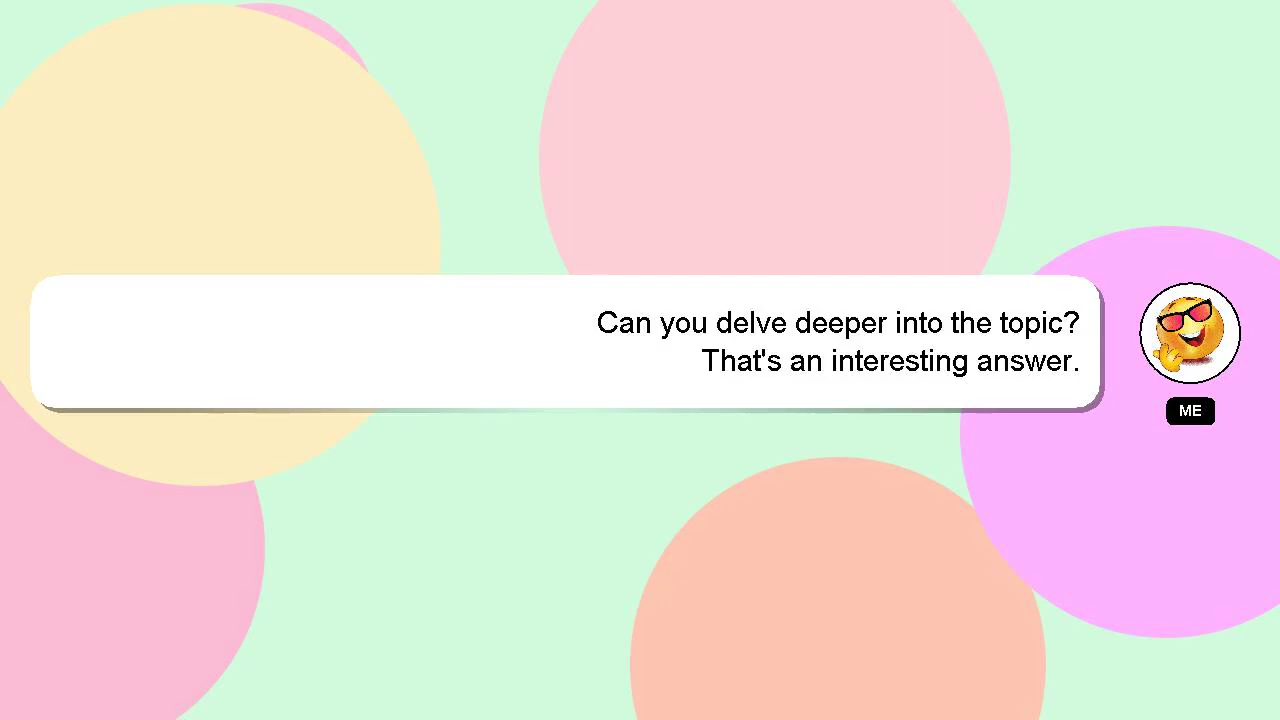 Can you delve deeper into the topic?
That's an interesting answer.
ME